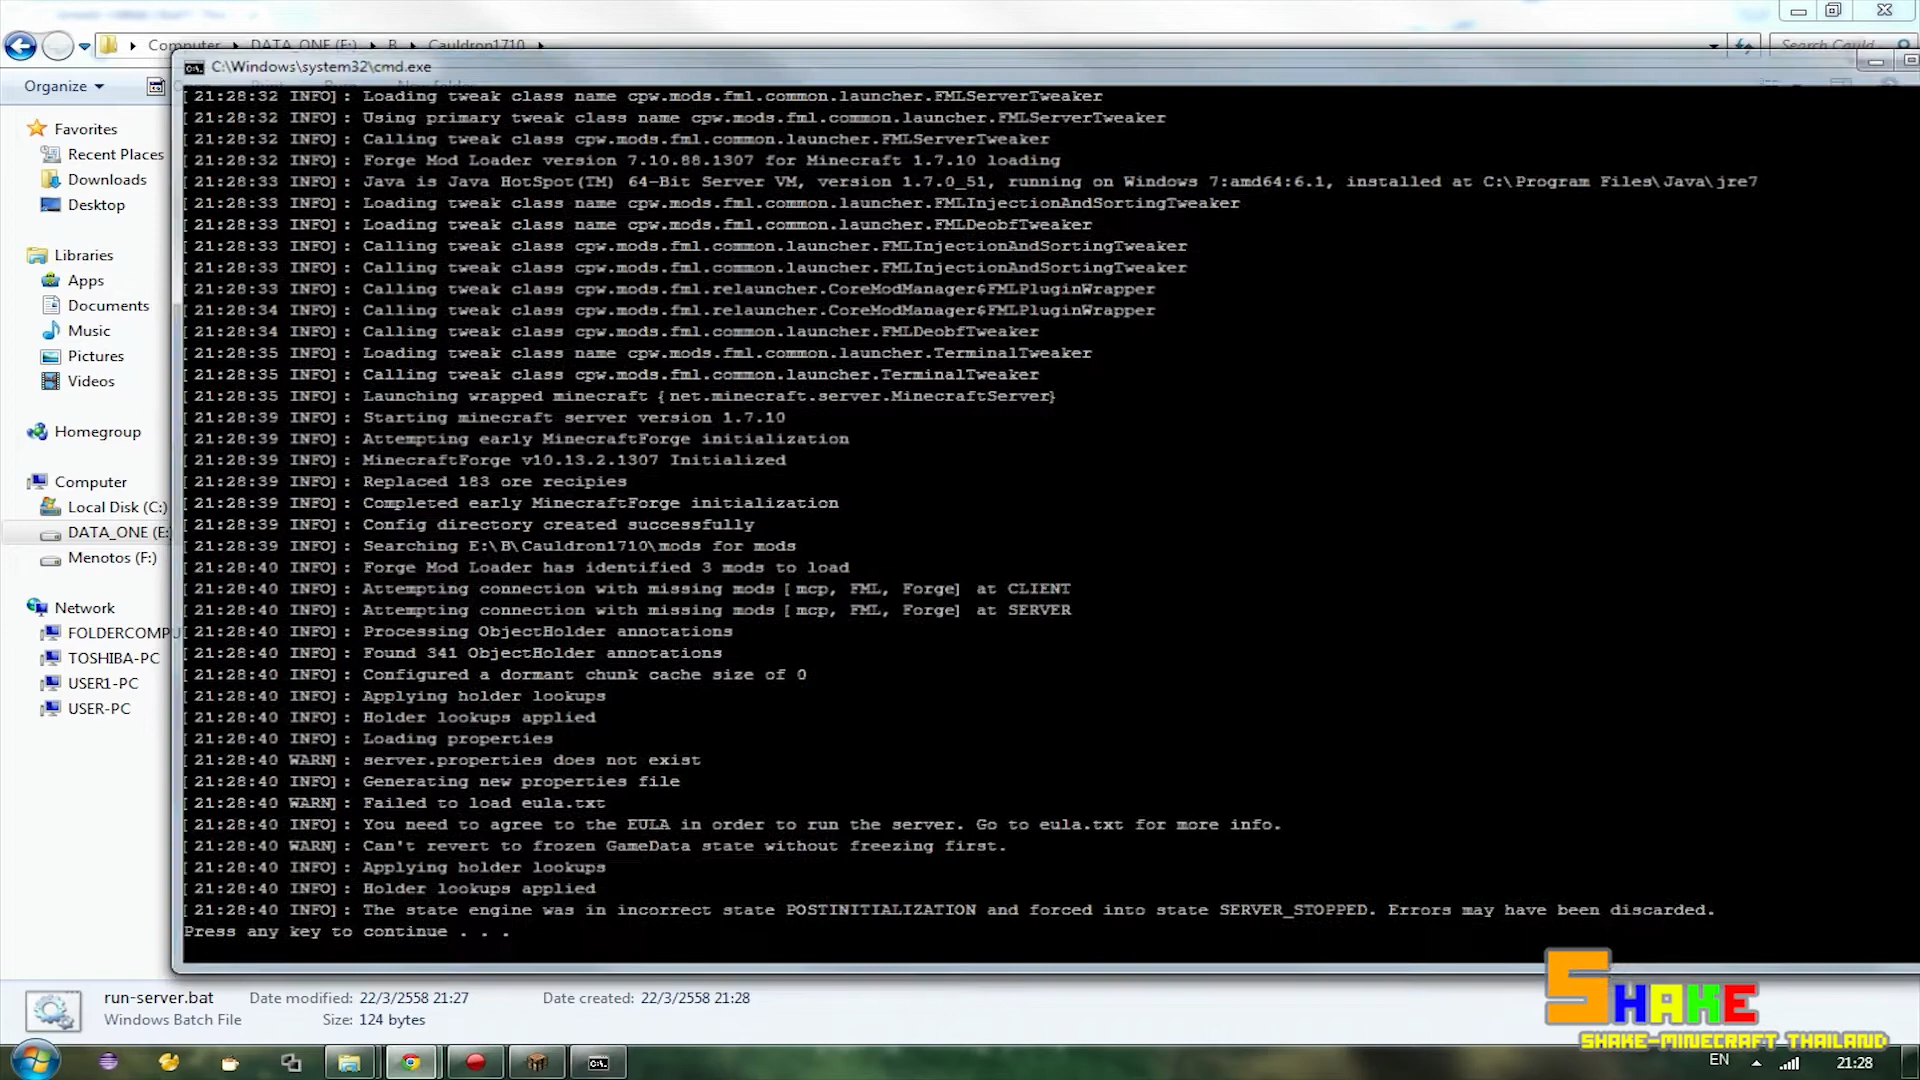 Computer ▸ DATA_ONE (E:) ▸ B ▸ Cauldron1710 ▸
Search Cauld
C:\Windows\system32\cmd.exe
Organize
Favorites
Recent Places
Downloads
Desktop
Libraries
Apps
Documents
Music
Pictures
Videos
Homegroup
Computer
Local Disk (C:)
DATA_ONE (E:
Menotos (F:)
Network
FOLDERCOMPU
TOSHIBA-PC
USER1-PC
USER-PC
[21:28:32 INFO]: Loading tweak class name cpw.mods.fml.common.launcher.FMLServerTweaker
[21:28:32 INFO]: Using primary tweak class name cpw.mods.fml.common.launcher.FMLServerTweaker
[21:28:32 INFO]: Calling tweak class cpw.mods.fml.common.launcher.FMLServerTweaker
[21:28:32 INFO]: Forge Mod Loader version 7.10.88.1307 for Minecraft 1.7.10 loading
[21:28:33 INFO]: Java is Java HotSpot(TM) 64-Bit Server VM, version 1.7.0_51, running on Windows 7:amd64:6.1, installed at C:\Program Files\Java\jre7
[21:28:33 INFO]: Loading tweak class name cpw.mods.fml.common.launcher.FMLInjectionAndSortingTweaker
[21:28:33 INFO]: Loading tweak class name cpw.mods.fml.common.launcher.FMLDeobfTweaker
[21:28:33 INFO]: Calling tweak class cpw.mods.fml.common.launcher.FMLInjectionAndSortingTweaker
[21:28:33 INFO]: Calling tweak class cpw.mods.fml.common.launcher.FMLInjectionAndSortingTweaker
[21:28:33 INFO]: Calling tweak class cpw.mods.fml.relauncher.CoreModManager$FMLPluginWrapper
[21:28:34 INFO]: Calling tweak class cpw.mods.fml.relauncher.CoreModManager$FMLPluginWrapper
[21:28:34 INFO]: Calling tweak class cpw.mods.fml.common.launcher.FMLDeobfTweaker
[21:28:35 INFO]: Loading tweak class name cpw.mods.fml.common.launcher.TerminalTweaker
[21:28:35 INFO]: Calling tweak class cpw.mods.fml.common.launcher.TerminalTweaker
[21:28:35 INFO]: Launching wrapped minecraft {net.minecraft.server.MinecraftServer}
[21:28:39 INFO]: Starting minecraft server version 1.7.10
[21:28:39 INFO]: Attempting early MinecraftForge initialization
[21:28:39 INFO]: MinecraftForge v10.13.2.1307 Initialized
[21:28:39 INFO]: Replaced 183 ore recipies
[21:28:39 INFO]: Completed early MinecraftForge initialization
[21:28:39 INFO]: Config directory created successfully
[21:28:39 INFO]: Searching E:\B\Cauldron1710\mods for mods
[21:28:40 INFO]: Forge Mod Loader has identified 3 mods to load
[21:28:40 INFO]: Attempting connection with missing mods [mcp, FML, Forge] at CLIENT
[21:28:40 INFO]: Attempting connection with missing mods [mcp, FML, Forge] at SERVER
[21:28:40 INFO]: Processing ObjectHolder annotations
[21:28:40 INFO]: Found 341 ObjectHolder annotations
[21:28:40 INFO]: Configured a dormant chunk cache size of 0
[21:28:40 INFO]: Applying holder lookups
[21:28:40 INFO]: Holder lookups applied
[21:28:40 INFO]: Loading properties
[21:28:40 WARN]: server.properties does not exist
[21:28:40 INFO]: Generating new properties file
[21:28:40 WARN]: Failed to load eula.txt
[21:28:40 INFO]: You need to agree to the EULA in order to run the server. Go to eula.txt for more info.
[21:28:40 WARN]: Can't revert to frozen GameData state without freezing first.
[21:28:40 INFO]: Applying holder lookups
[21:28:40 INFO]: Holder lookups applied
[21:28:40 INFO]: The state engine was in incorrect state POSTINITIALIZATION and forced into state SERVER_STOPPED. Errors may have been discarded.
Press any key to continue . . .
run-server.bat Date modified: 22/3/2558 21:27 Date created: 22/3/2558 21:28
Windows Batch File Size: 124 bytes
SHAKE
SHAKE-MINECRAFT THAILAND
EN 21:28